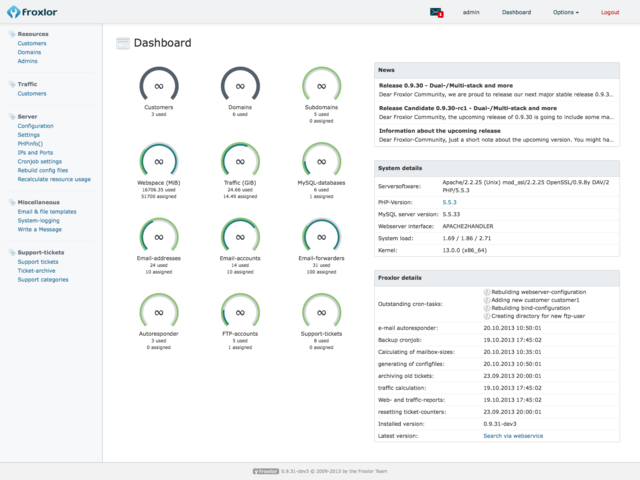 froxlor
1
admin
Dashboard
Options
Logout
Resources
Customers
Domains
Admins
Traffic
Customers
Server
Configuration
Settings
PHPinfo()
IPs and Ports
Cronjob settings
Rebuild config files
Recalculate resource usage
Miscellaneous
Email & file templates
System-logging
Write a Message
Support-tickets
Support tickets
Ticket-archive
Support categories
Dashboard
∞
Customers
3 used
∞
Domains
6 used
∞
Subdomains
5 used
0 assigned
∞
Webspace (MiB)
16706.35 used
51700 assigned
∞
Traffic (GiB)
24.66 used
14.49 assigned
∞
MySQL-databases
6 used
1 assigned
∞
Email-addresses
24 used
10 assigned
∞
Email-accounts
14 used
10 assigned
∞
Email-forwarders
31 used
100 assigned
∞
Autoresponder
3 used
0 assigned
∞
FTP-accounts
5 used
1 assigned
∞
Support-tickets
8 used
0 assigned
News
Release 0.9.30 - Dual-/Multi-stack and more
Dear Froxlor Community, we are proud to release our next major stable release 0.9.3...
Release Candidate 0.9.30-rc1 - Dual-/Multi-stack and more
Dear Froxlor Community, the upcoming release of 0.9.30 is going to include some ma...
Information about the upcoming release
Dear Froxlor-Community, just a short note about the upcoming version. You might ha...
System details
Serversoftware: Apache/2.2.25 (Unix) mod_ssl/2.2.25 OpenSSL/0.9.8y DAV/2
PHP/5.5.3
PHP-Version: 5.5.3
MySQL server version: 5.5.33
Webserver interface: APACHE2HANDLER
System load: 1.69 / 1.86 / 2.71
Kernel: 13.0.0 (x86_64)
Froxlor details
Outstanding cron-tasks: Rebuilding webserver-configuration
Adding new customer customer1
Rebuilding bind-configuration
Creating directory for new ftp-user
e-mail autoresponder: 20.10.2013 10:50:01
Backup cronjob: 19.10.2013 17:45:02
Calculating of mailbox-sizes: 20.10.2013 10:35:01
generating of configfiles: 20.10.2013 10:50:01
archiving old tickets: 23.09.2013 20:00:01
traffic calculation: 19.10.2013 17:45:02
Web- and traffic-reports: 19.10.2013 17:45:02
resetting ticket-counters: 23.09.2013 20:00:01
Installed version: 0.9.31-dev3
Latest version: Search via webservice
froxlor 0.9.31-dev3 © 2009-2013 by the Froxlor Team